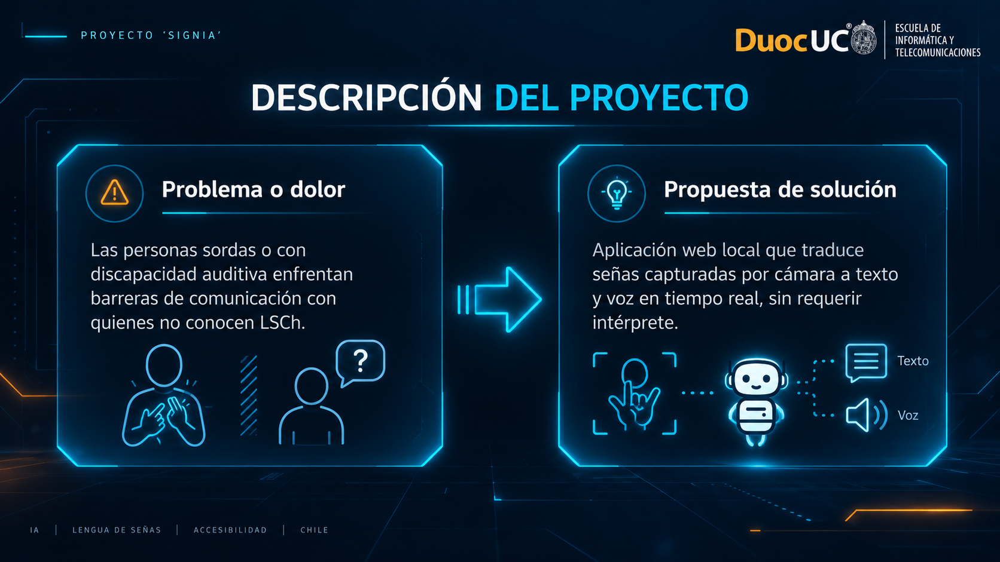 PROYECTO ‘SIGNIA’
DuocUC®
ESCUELA DE
INFORMÁTICA Y
TELECOMUNICACIONES
DESCRIPCIÓN DEL PROYECTO
Problema o dolor
Las personas sordas o con
discapacidad auditiva enfrentan
barreras de comunicación con
quienes no conocen LSCh.
?
Propuesta de solución
Aplicación web local que traduce
señas capturadas por cámara a texto
y voz en tiempo real, sin requerir
intérprete.
Texto
Voz
IA | LENGUA DE SEÑAS | ACCESIBILIDAD | CHILE